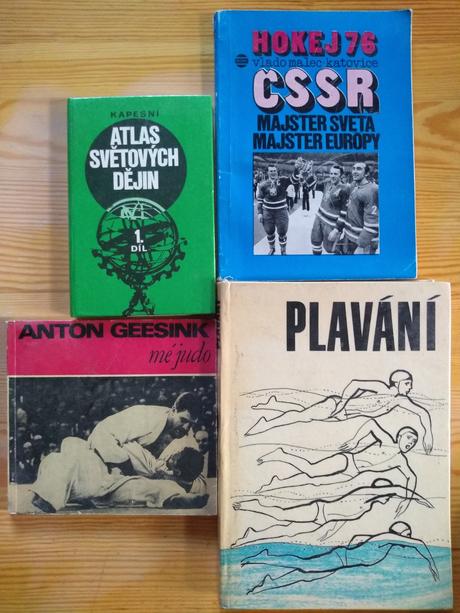 KAPESNÍ
ATLAS
SVĚTOVÝCH
DĚJIN
1.
DÍL
HOKEJ 76
vlado malec·katovice
ČSSR
MAJSTER SVETA
MAJSTER EURÓPY
ANTON GEESINK
mé judo
PLAVÁNÍ